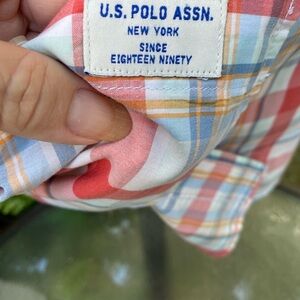 U.S. POLO ASSN.
NEW YORK
SINCE
EIGHTEEN NINETY